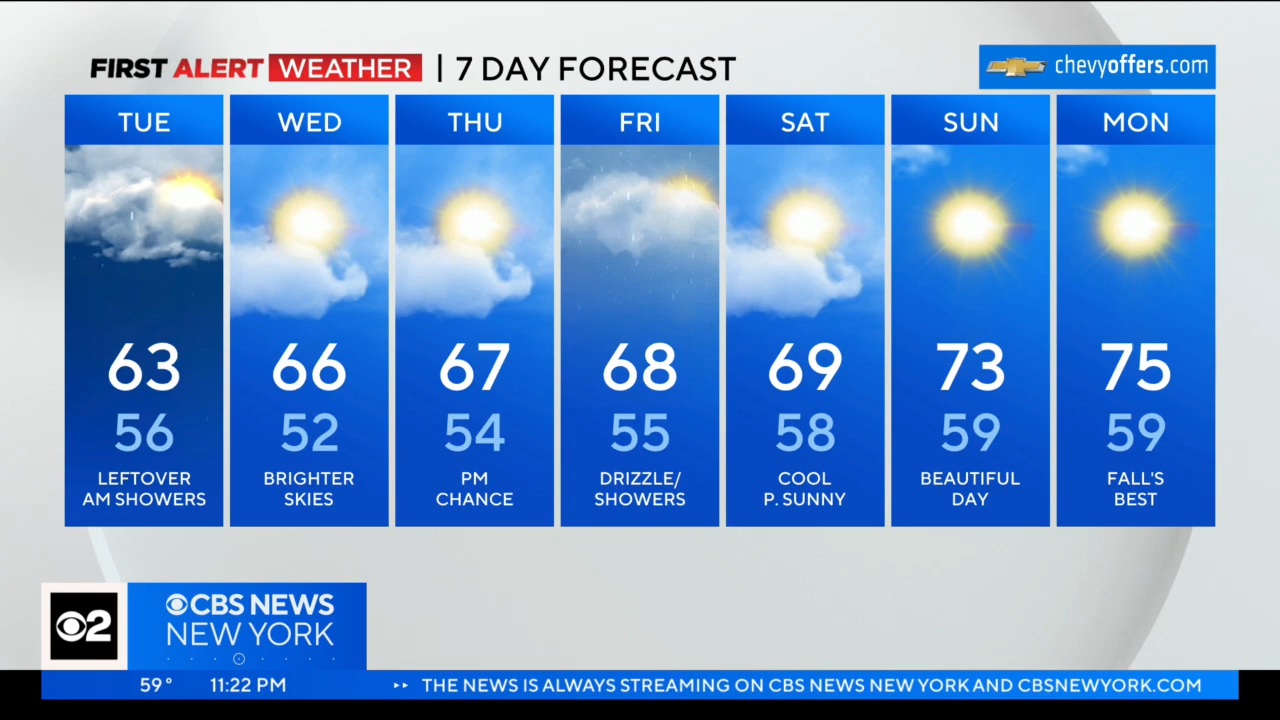 FIRST ALERT WEATHER | 7 DAY FORECAST
chevyoffers.com
TUE WED THU FRI SAT SUN MON
63 66 67 68 69 73 75
56 52 54 55 58 59 59
LEFTOVER BRIGHTER PM DRIZZLE/ COOL BEAUTIFUL FALL'S
AM SHOWERS SKIES CHANCE SHOWERS P. SUNNY DAY BEST
2 CBS NEWS
NEW YORK
59° 11:22 PM THE NEWS IS ALWAYS STREAMING ON CBS NEWS NEW YORK AND CBSNEWYORK.COM